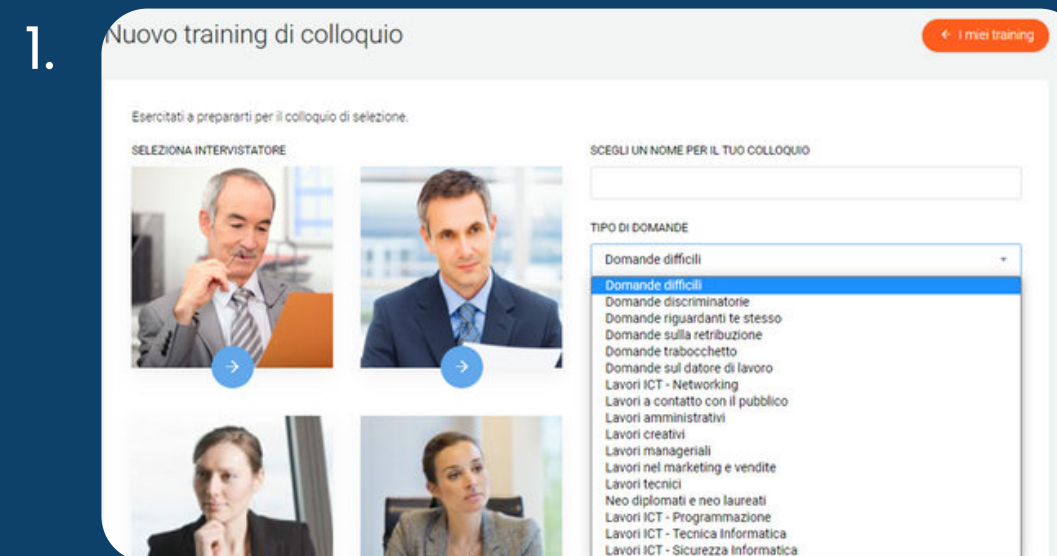 1.
Nuovo training di colloquio
← I miei training
Esercitati a prepararti per il colloquio di selezione.
SELEZIONA INTERVISTATORE
SCEGLI UN NOME PER IL TUO COLLOQUIO
TIPO DI DOMANDE
Domande difficili
Domande difficili
Domande discriminatorie
Domande riguardanti te stesso
Domande sulla retribuzione
Domande trabocchetto
Domande sul datore di lavoro
Lavori ICT - Networking
Lavori a contatto con il pubblico
Lavori amministrativi
Lavori creativi
Lavori manageriali
Lavori nel marketing e vendite
Lavori tecnici
Neo diplomati e neo laureati
Lavori ICT - Programmazione
Lavori ICT - Tecnica Informatica
Lavori ICT - Sicurezza Informatica